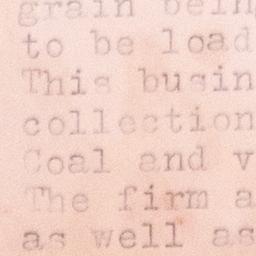 grain bein
to be load
This busin
collection
Coal and v
The firm a
as well as